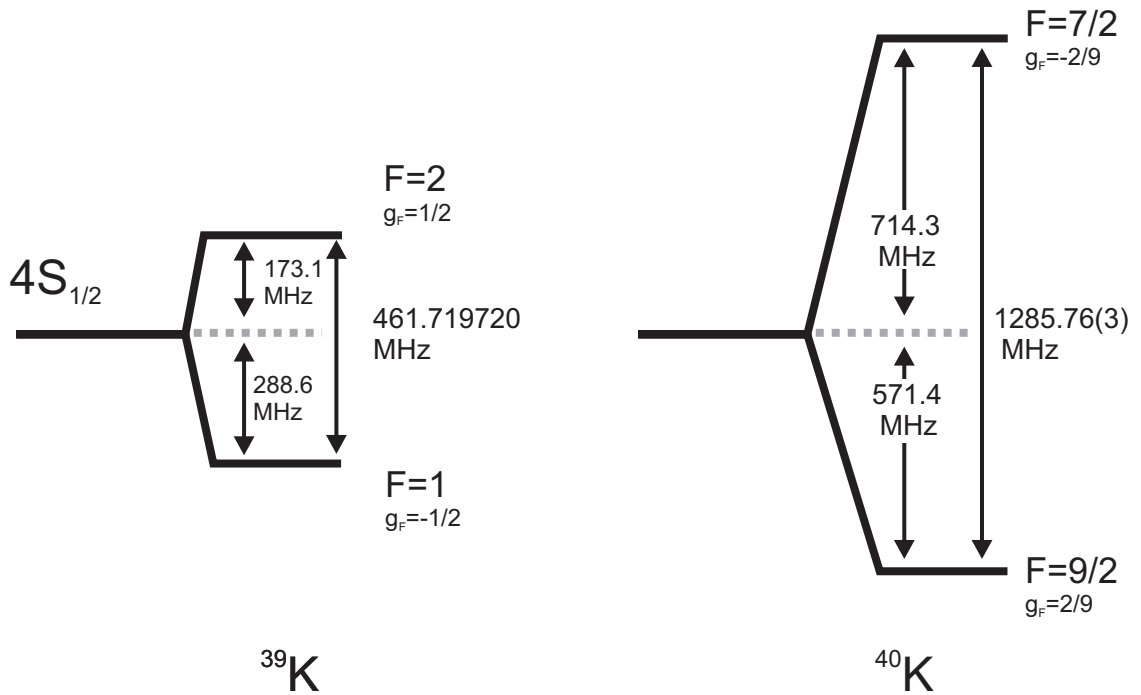 4S₁/₂
F=2
g_F=1/2
173.1
MHz
461.719720
MHz
288.6
MHz
F=1
g_F=-1/2
³⁹K
F=7/2
g_F=-2/9
714.3
MHz
1285.76(3)
MHz
571.4
MHz
F=9/2
g_F=2/9
⁴⁰K